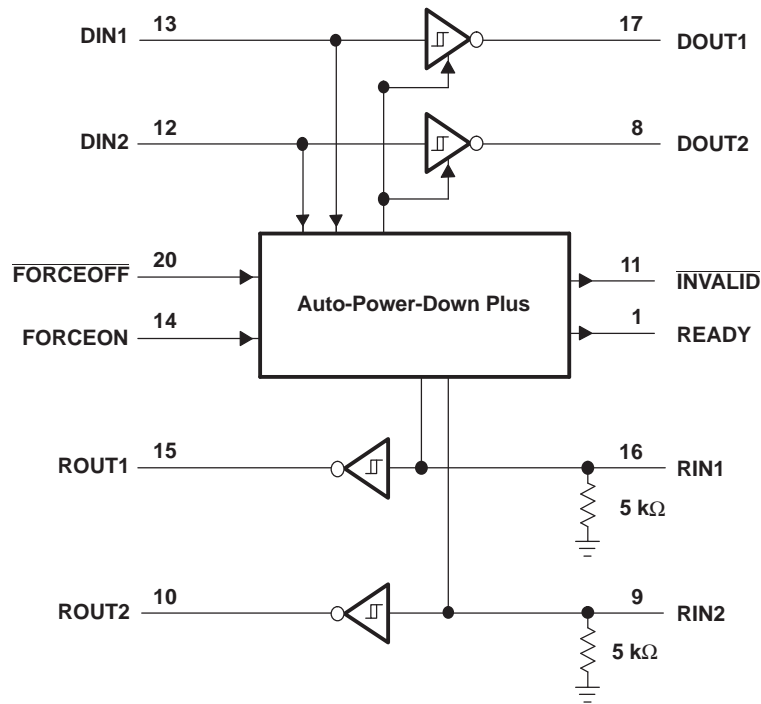 DIN1 13 17 DOUT1
DIN2 12 8 DOUT2
FORCEOFF 20 11 INVALID
Auto-Power-Down Plus
FORCEON 14 1 READY
ROUT1 15 16 RIN1
5 kΩ
ROUT2 10 9 RIN2
5 kΩ